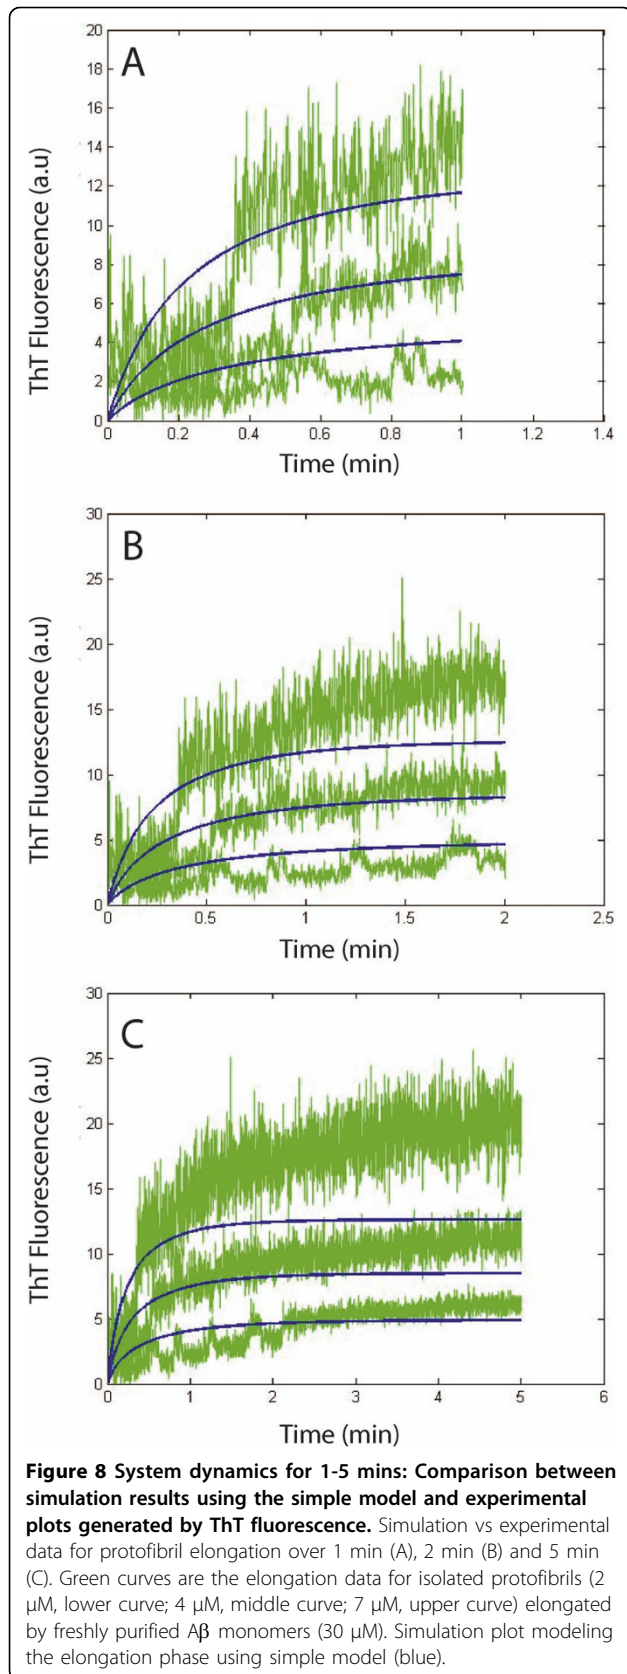 A
20
18
16
14
12
10
8
6
4
2
0
ThT Fluorescence (a.u)
0 0.2 0.4 0.6 0.8 1 1.2 1.4
Time (min)
B
30
25
20
15
10
5
0
ThT Fluorescence (a.u)
0 0.5 1 1.5 2 2.5
Time (min)
C
30
25
20
15
10
5
0
ThT Fluorescence (a.u)
0 1 2 3 4 5 6
Time (min)
Figure 8 System dynamics for 1-5 mins: Comparison between
simulation results using the simple model and experimental
plots generated by ThT fluorescence. Simulation vs experimental
data for protofibril elongation over 1 min (A), 2 min (B) and 5 min
(C). Green curves are the elongation data for isolated protofibrils (2
μM, lower curve; 4 μM, middle curve; 7 μM, upper curve) elongated
by freshly purified Aβ monomers (30 μM). Simulation plot modeling
the elongation phase using simple model (blue).